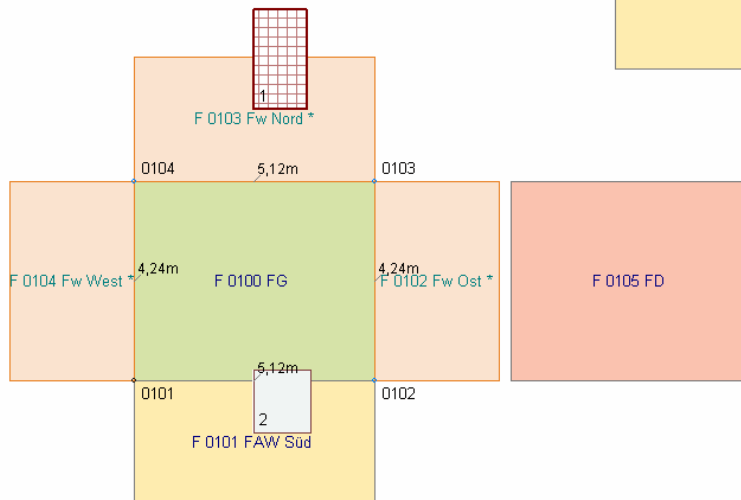 1
F 0103 Fw Nord *
0104
5,12m
0103
4,24m
4,24m
F 0104 Fw West *
F 0100 FG
F 0102 Fw Ost *
F 0105 FD
5,12m
0101
0102
2
F 0101 FAW Süd